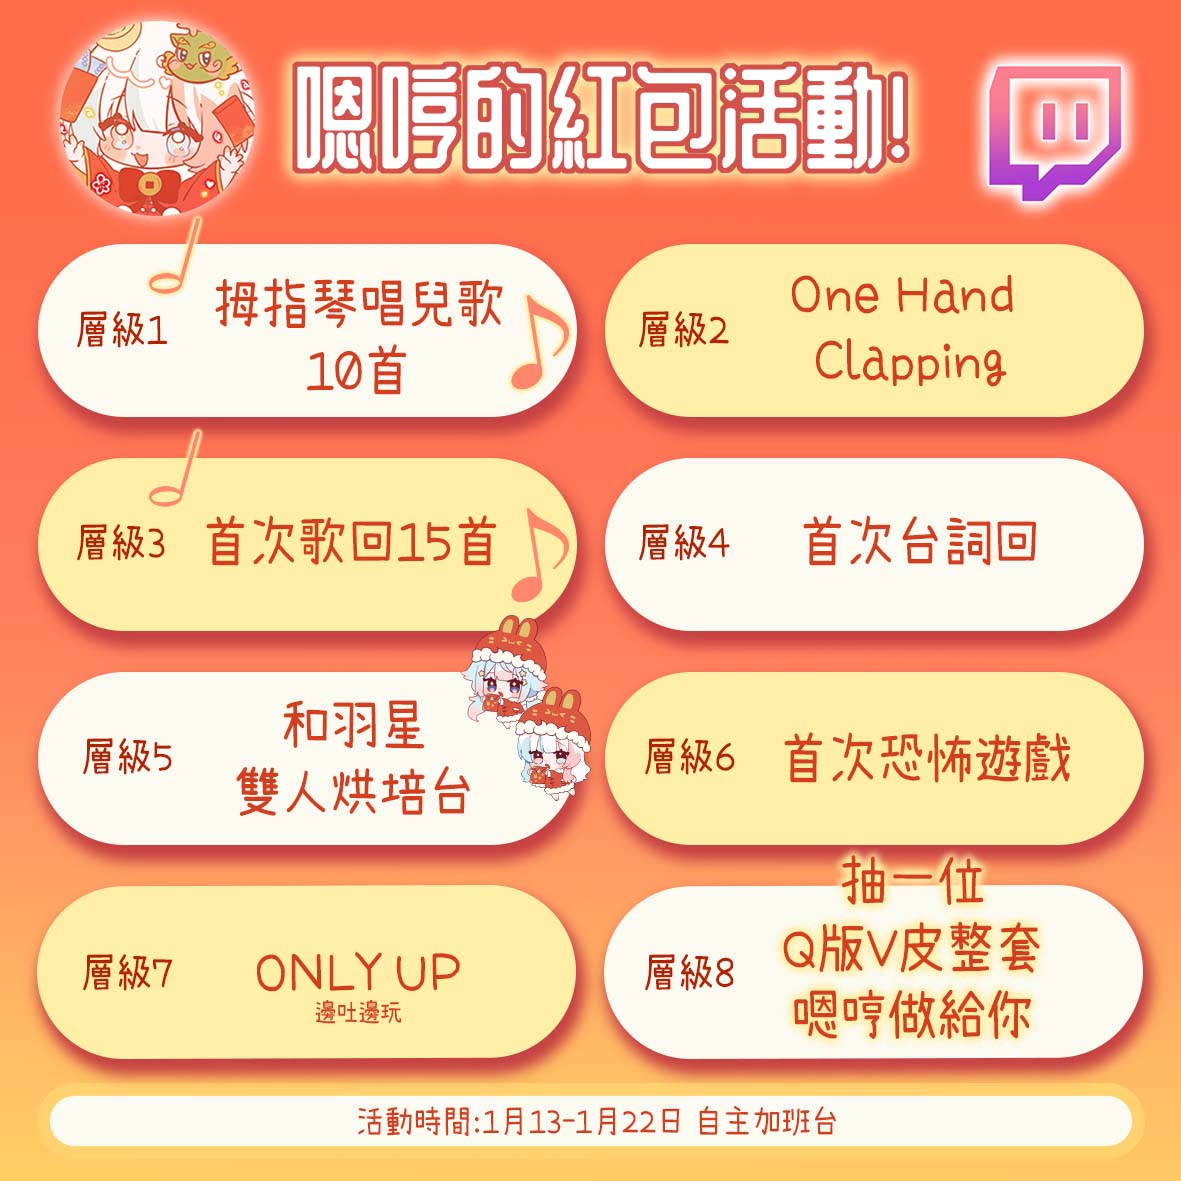 嗯哼的紅包活動!
層級1
拇指琴唱兒歌
10首
層級2
One Hand
Clapping
層級3
首次歌回15首
層級4
首次台詞回
層級5
和羽星
雙人烘培台
層級6
首次恐怖遊戲
層級7
ONLY UP
邊吐邊玩
層級8
抽一位
Q版V皮整套
嗯哼做給你
活動時間:1月13-1月22日 自主加班台